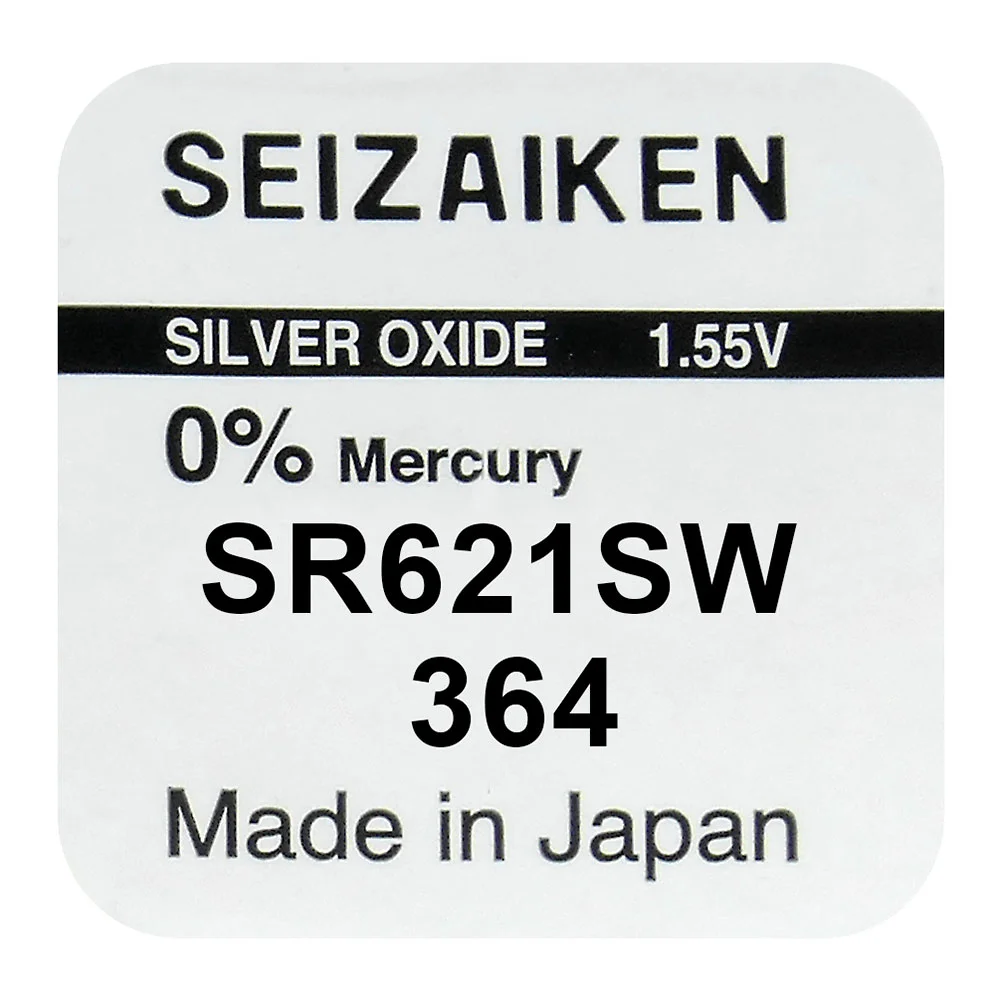 SEIZAIKEN
SILVER OXIDE 1.55V
0% Mercury
SR621SW
364
Made in Japan